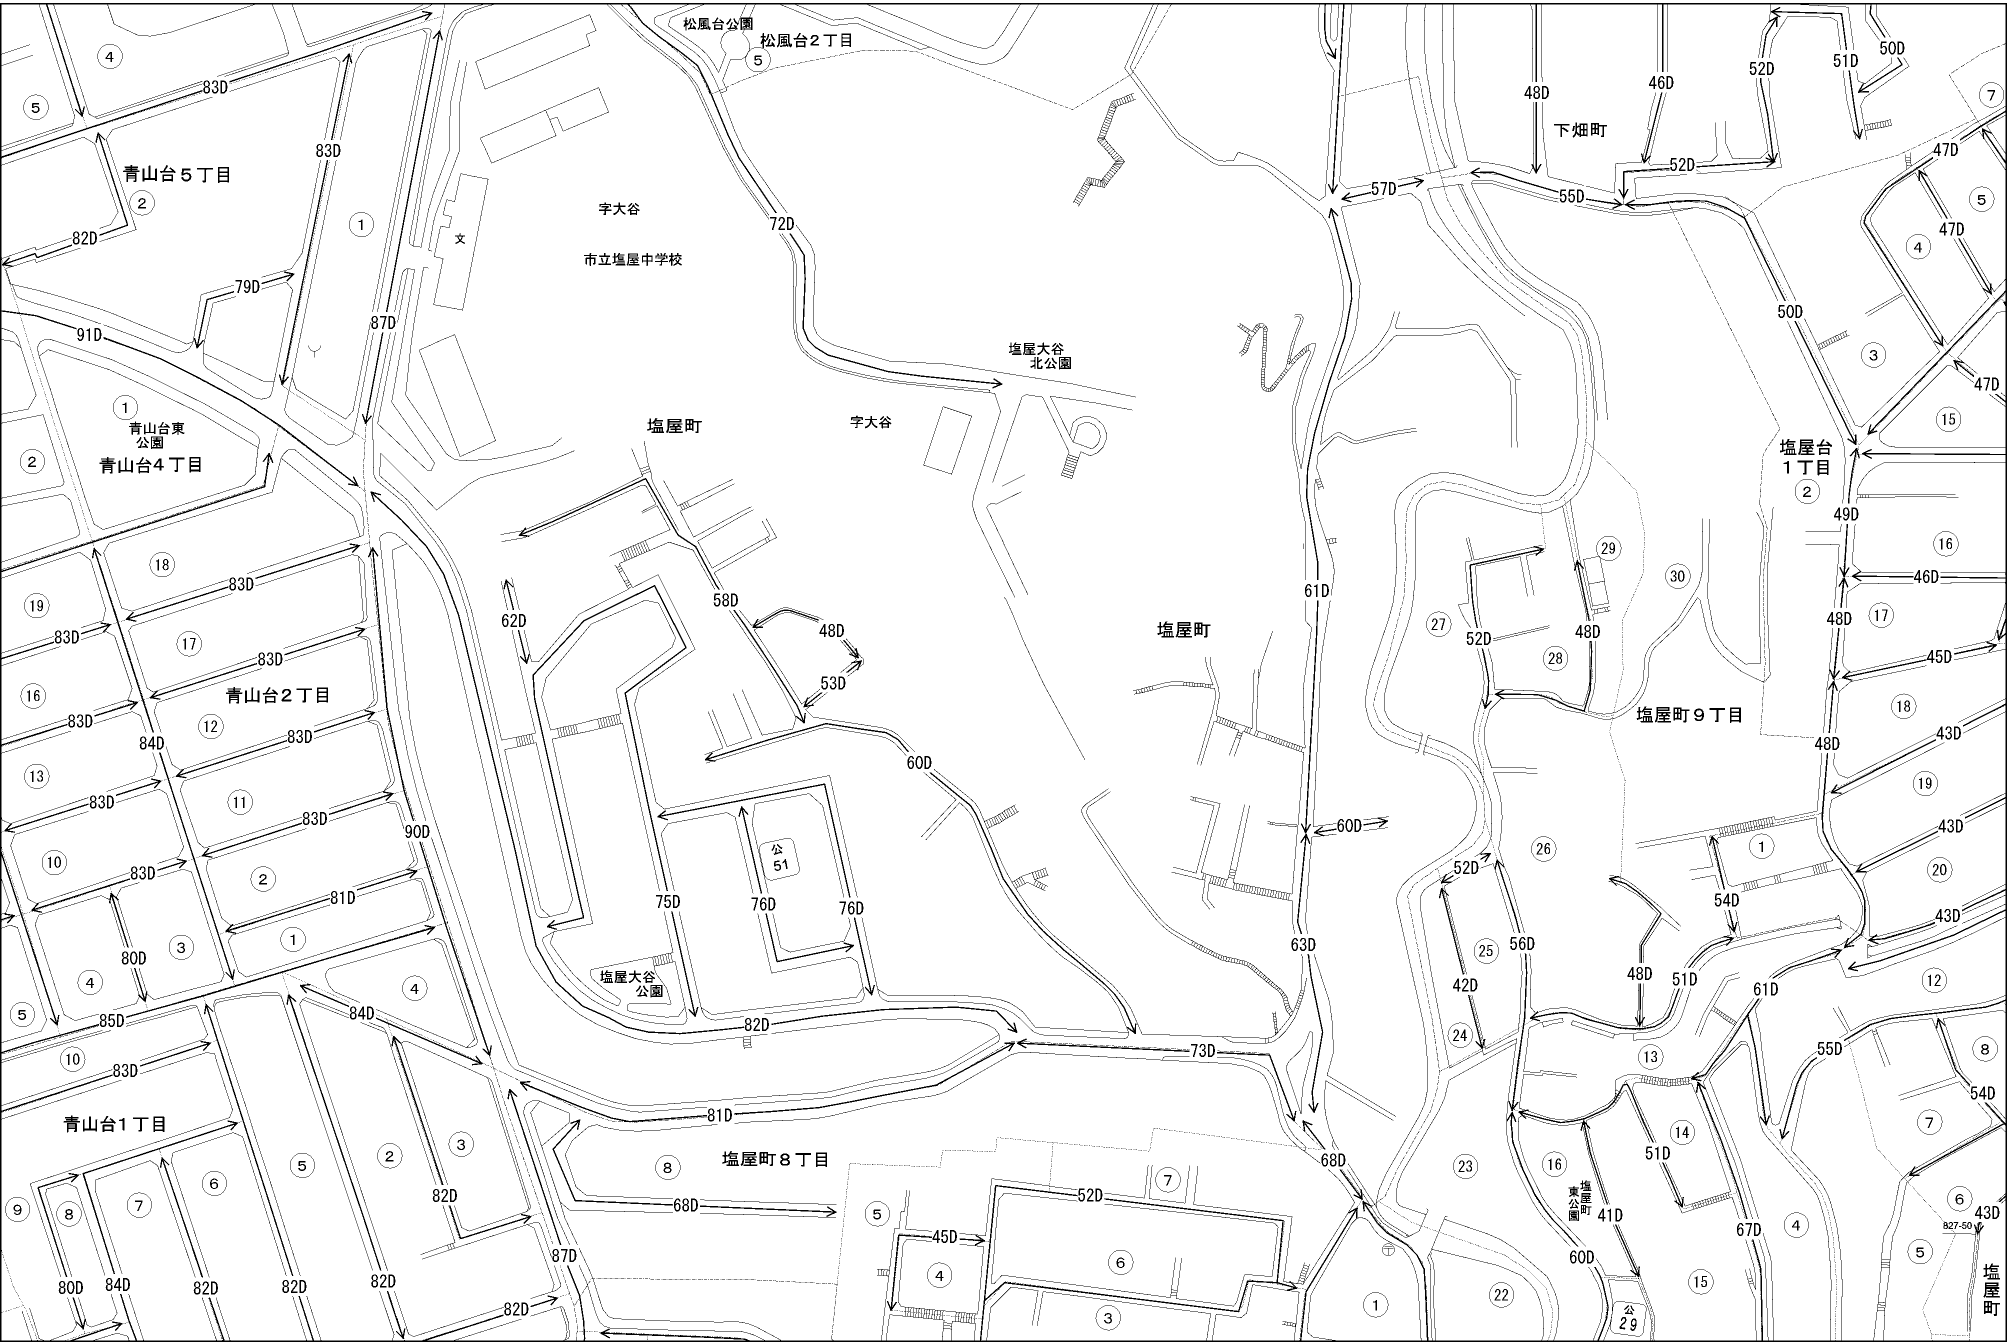 松風台公園
松風台2丁目
5
4
5
83D
83D
青山台5丁目
2
1
82D
79D
91D
87D
文
字大谷
市立塩屋中学校
72D
塩屋大谷
北公園
字大谷
塩屋町
57D
55D
48D
46D
52D
52D
51D
50D
下畑町
7
47D
5
47D
4
50D
3
47D
15
塩屋台
1丁目
2
49D
16
46D
17
48D
45D
18
43D
48D
19
43D
20
43D
12
1
青山台東
公園
青山台4丁目
2
18
83D
19
83D
17
83D
16
青山台2丁目
83D
12
84D
83D
13
83D
11
83D
90D
10
83D
2
81D
3
1
80D
4
4
5
85D
84D
10
83D
青山台1丁目
3
2
5
6
7
8
9
82D
87D
80D
84D
82D
82D
82D
82D
62D
58D
48D
53D
60D
75D
76D
公
51
76D
塩屋大谷
公園
82D
73D
81D
塩屋町8丁目
8
68D
塩屋町
61D
60D
63D
68D
27
52D
28
48D
29
30
塩屋町9丁目
26
52D
25
56D
42D
24
48D
51D
54D
1
61D
13
55D
8
54D
7
6
43D
827-50
5
塩屋町
14
51D
16
塩屋町
東公園
41D
67D
4
60D
15
公
29
23
22
7
52D
5
45D
4
6
3
1